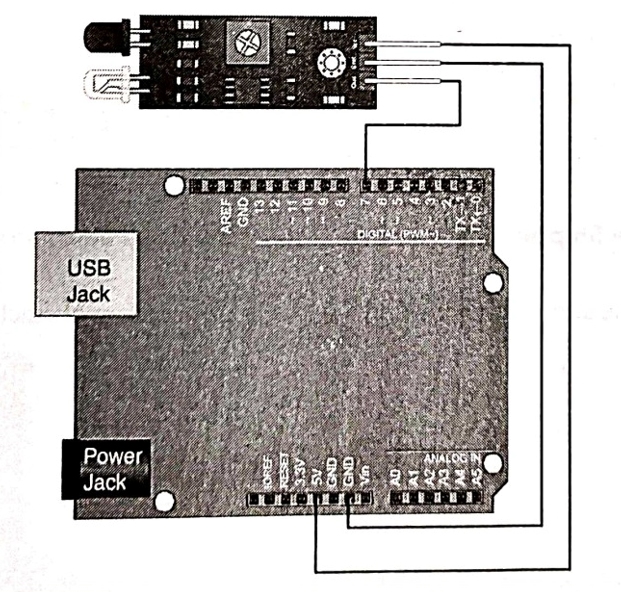 Out
AREF
GND
13
12
~11
~10
~9
8
7
~6
~5
4
~3
2
TX→1
TX←0
DIGITAL (PWM~)
USB
Jack
Power
Jack
IOREF
RESET
3.3V
5V
GND
GND
Vin
ANALOG IN
A0
A1
A2
A3
A4
A5